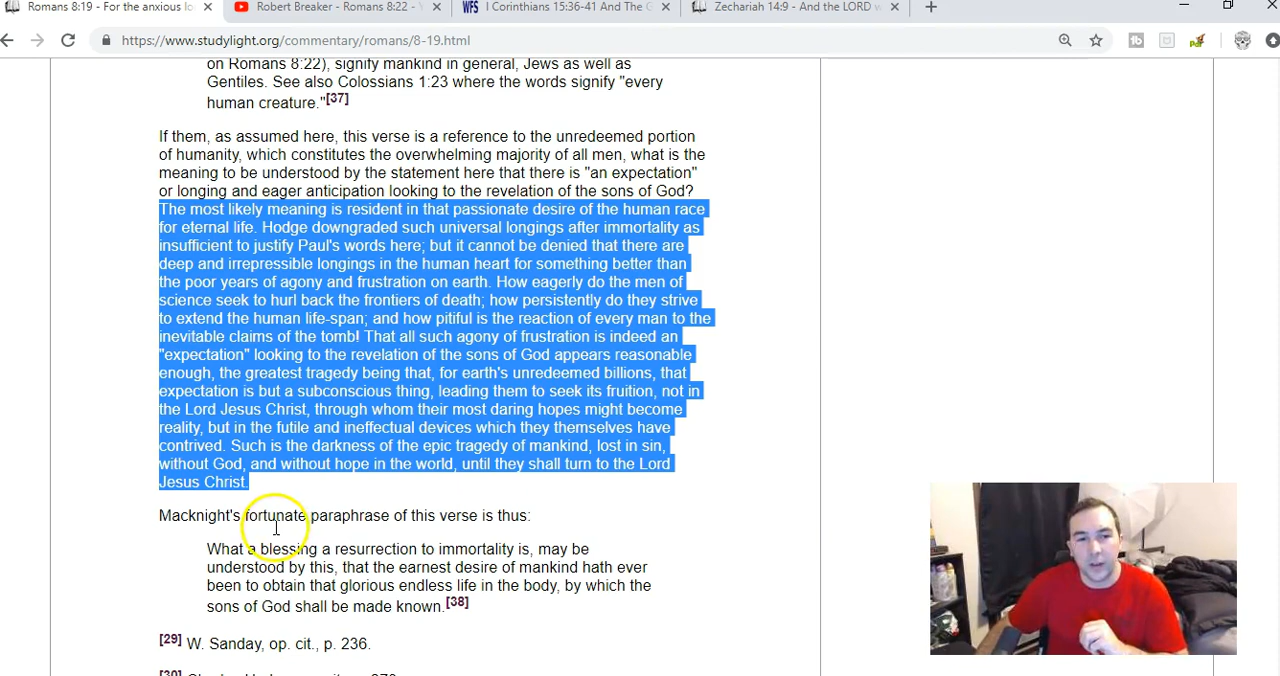 Romans 8:19 - For the anxious lo
Robert Breaker - Romans 8:22 - Y
WFS
I Corinthians 15:36-41 And The G
Zechariah 14:9 - And the LORD w
https://www.studylight.org/commentary/romans/8-19.html
on Romans 8:22), signify mankind in general, Jews as well as
Gentiles. See also Colossians 1:23 where the words signify "every
human creature."[37]
If them, as assumed here, this verse is a reference to the unredeemed portion
of humanity, which constitutes the overwhelming majority of all men, what is the
meaning to be understood by the statement here that there is "an expectation"
or longing and eager anticipation looking to the revelation of the sons of God?
The most likely meaning is resident in that passionate desire of the human race
for eternal life. Hodge downgraded such universal longings after immortality as
insufficient to justify Paul's words here; but it cannot be denied that there are
deep and irrepressible longings in the human heart for something better than
the poor years of agony and frustration on earth. How eagerly do the men of
science seek to hurl back the frontiers of death; how persistently do they strive
to extend the human life-span; and how pitiful is the reaction of every man to the
inevitable claims of the tomb! That all such agony of frustration is indeed an
"expectation" looking to the revelation of the sons of God appears reasonable
enough, the greatest tragedy being that, for earth's unredeemed billions, that
expectation is but a subconscious thing, leading them to seek its fruition, not in
the Lord Jesus Christ, through whom their most daring hopes might become
reality, but in the futile and ineffectual devices which they themselves have
contrived. Such is the darkness of the epic tragedy of mankind, lost in sin,
without God, and without hope in the world, until they shall turn to the Lord
Jesus Christ.
Macknight's fortunate paraphrase of this verse is thus:
What a blessing a resurrection to immortality is, may be
understood by this, that the earnest desire of mankind hath ever
been to obtain that glorious endless life in the body, by which the
sons of God shall be made known.[38]
[29] W. Sanday, op. cit., p. 236.